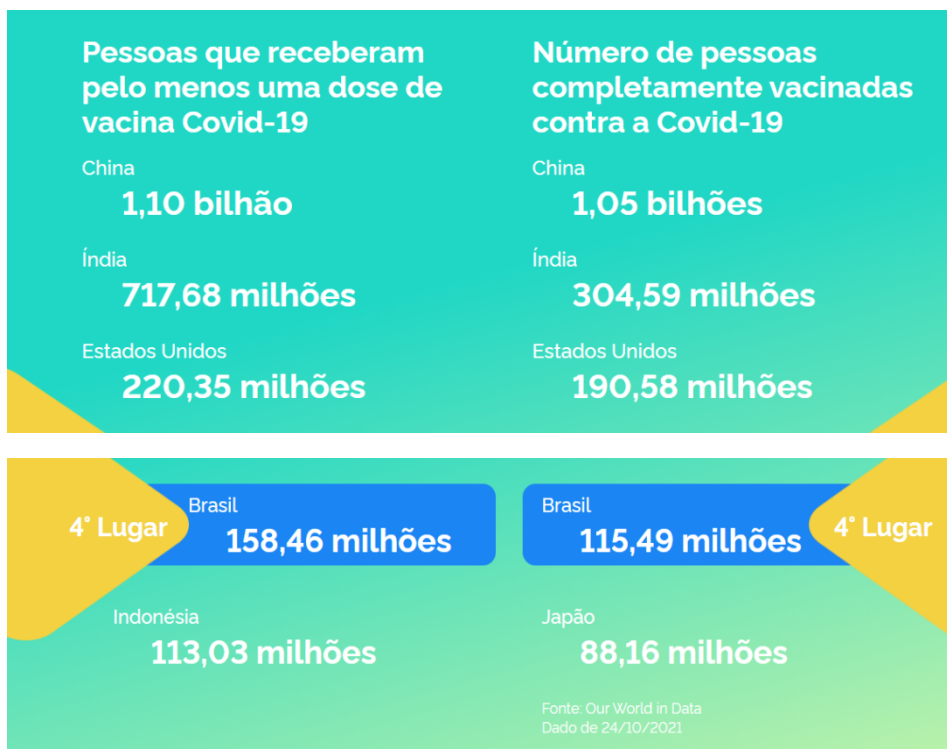 Pessoas que receberam
pelo menos uma dose de
vacina Covid-19
China
1,10 bilhão
Índia
717,68 milhões
Estados Unidos
220,35 milhões
Número de pessoas
completamente vacinadas
contra a Covid-19
China
1,05 bilhões
Índia
304,59 milhões
Estados Unidos
190,58 milhões
4° Lugar
Brasil
158,46 milhões
Indonésia
113,03 milhões
Brasil
115,49 milhões
4° Lugar
Japão
88,16 milhões
Fonte: Our World in Data
Dado de 24/10/2021